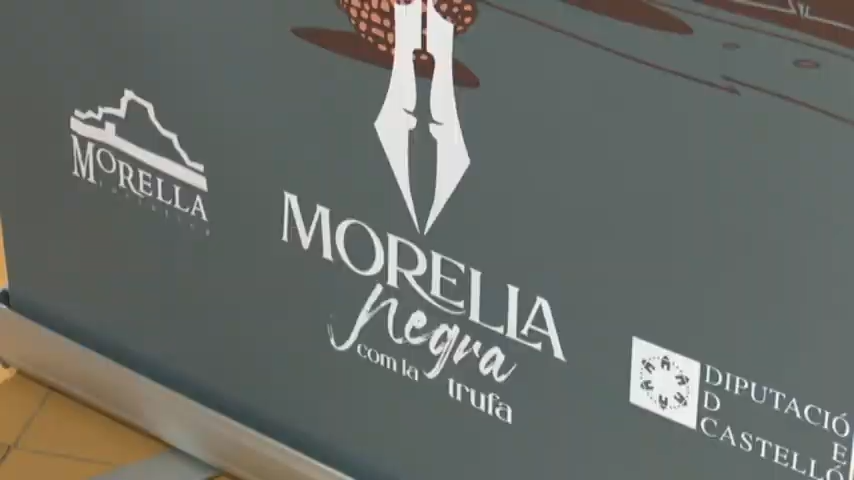 MORELLA
MORELLA
negra
com la trufa
DIPUTACIÓ
D E
CASTELLÓ